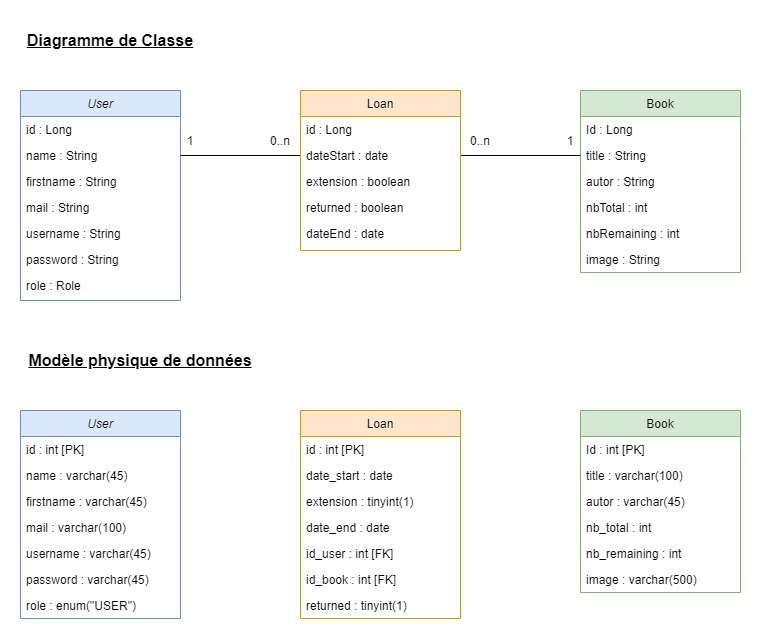 Diagramme de Classe
User
id : Long
name : String
firstname : String
mail : String
username : String
password : String
role : Role
1
0..n
Loan
id : Long
dateStart : date
extension : boolean
returned : boolean
dateEnd : date
0..n
1
Book
Id : Long
title : String
autor : String
nbTotal : int
nbRemaining : int
image : String
Modèle physique de données
User
id : int [PK]
name : varchar(45)
firstname : varchar(45)
mail : varchar(100)
username : varchar(45)
password : varchar(45)
role : enum("USER")
Loan
id : int [PK]
date_start : date
extension : tinyint(1)
date_end : date
id_user : int [FK]
id_book : int [FK]
returned : tinyint(1)
Book
Id : int [PK]
title : varchar(100)
autor : varchar(45)
nb_total : int
nb_remaining : int
image : varchar(500)